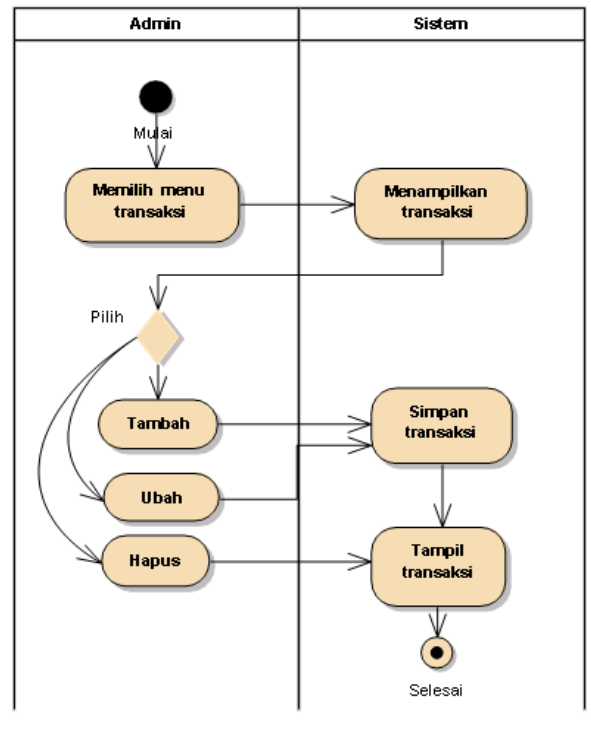 Admin
Sistem
Mulai
Memilih menu
transaksi
Menampilkan
transaksi
Pilih
Tambah
Simpan
transaksi
Ubah
Hapus
Tampil
transaksi
Selesai